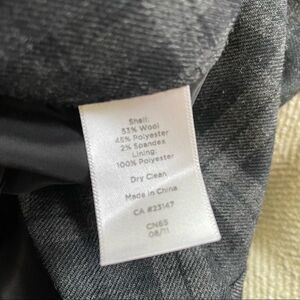 Shell:
53% Wool
45% Polyester
2% Spandex
Lining:
100% Polyester
Dry Clean
Made in China
CA #23147
CN65
08/11